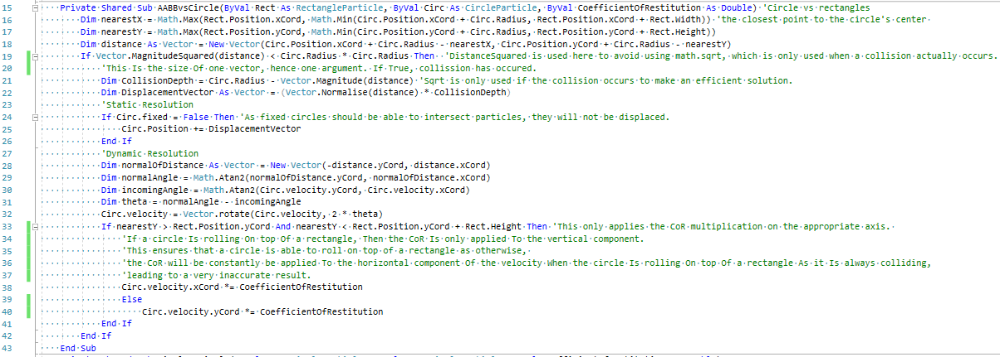 15 Private Shared Sub AABBvsCircle(ByVal Rect As RectangleParticle, ByVal Circ As CircleParticle, ByVal CoefficientOfRestitution As Double) 'Circle vs rectangles
16 Dim nearestX = Math.Max(Rect.Position.xCord, Math.Min(Circ.Position.xCord + Circ.Radius, Rect.Position.xCord + Rect.Width)) 'the closest point to the circle's center
17 Dim nearestY = Math.Max(Rect.Position.yCord, Math.Min(Circ.Position.yCord + Circ.Radius, Rect.Position.yCord + Rect.Height))
18 Dim distance As Vector = New Vector(Circ.Position.xCord + Circ.Radius - nearestX, Circ.Position.yCord + Circ.Radius - nearestY)
19 If Vector.MagnitudeSquared(distance) < Circ.Radius * Circ.Radius Then 'DistanceSquared is used here to avoid using math.sqrt, which is only used when a collision actually occurs.
20 'This Is the size Of one vector, hence one argument. If True, collission has occured.
21 Dim CollisionDepth = Circ.Radius - Vector.Magnitude(distance) 'Sqrt is only used if the collision occurs to make an efficient solution.
22 Dim DisplacementVector As Vector = (Vector.Normalise(distance) * CollisionDepth)
23 'Static Resolution
24 If Circ.fixed = False Then 'As fixed circles should be able to intersect particles, they will not be displaced.
25 Circ.Position += DisplacementVector
26 End If
27 'Dynamic Resolution
28 Dim normalOfDistance As Vector = New Vector(-distance.yCord, distance.xCord)
29 Dim normalAngle = Math.Atan2(normalOfDistance.yCord, normalOfDistance.xCord)
30 Dim incomingAngle = Math.Atan2(Circ.velocity.yCord, Circ.velocity.xCord)
31 Dim theta = normalAngle - incomingAngle
32 Circ.velocity = Vector.rotate(Circ.velocity, 2 * theta)
33 If nearestY > Rect.Position.yCord And nearestY < Rect.Position.yCord + Rect.Height Then 'This only applies the CoR multiplication on the appropriate axis.
34 'If a circle Is rolling On top Of a rectangle, Then the CoR Is only applied To the vertical component.
35 'This ensures that a circle is able to roll on top of a rectangle as otherwise,
36 'the CoR will be constantly be applied To the horizontal component Of the velocity When the circle Is rolling On top Of a rectangle As it Is always colliding,
37 'leading to a very inaccurate result.
38 Circ.velocity.xCord *= CoefficientOfRestitution
39 Else
40 Circ.velocity.yCord *= CoefficientOfRestitution
41 End If
42 End If
43 End Sub